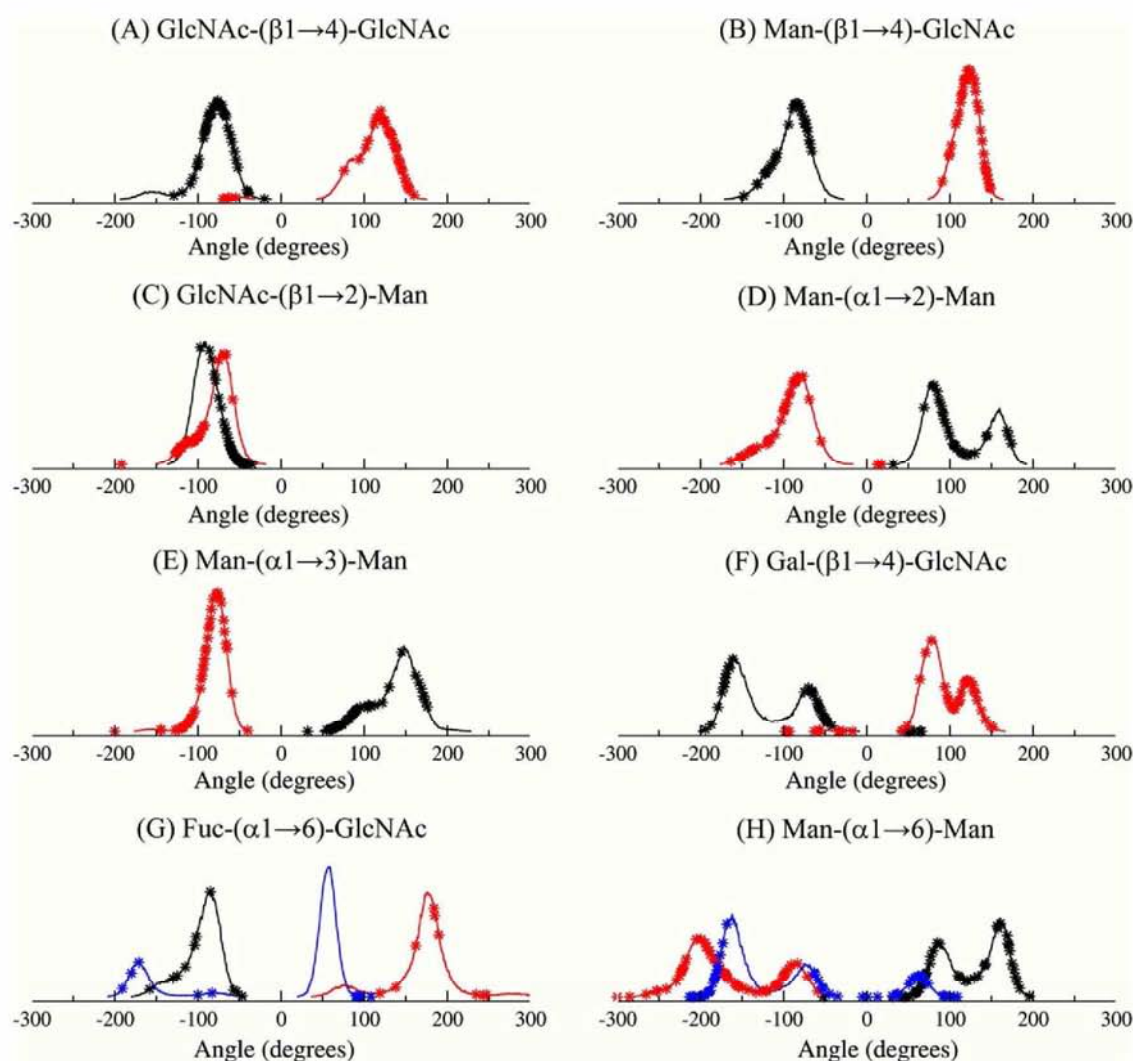 (A) GlcNAc-(β1→4)-GlcNAc
(B) Man-(β1→4)-GlcNAc
-300 -200 -100 0 100 200 300
Angle (degrees)
-300 -200 -100 0 100 200 300
Angle (degrees)
(C) GlcNAc-(β1→2)-Man
(D) Man-(α1→2)-Man
-300 -200 -100 0 100 200 300
Angle (degrees)
-300 -200 -100 0 100 200 300
Angle (degrees)
(E) Man-(α1→3)-Man
(F) Gal-(β1→4)-GlcNAc
-300 -200 -100 0 100 200 300
Angle (degrees)
-300 -200 -100 0 100 200 300
Angle (degrees)
(G) Fuc-(α1→6)-GlcNAc
(H) Man-(α1→6)-Man
-300 -200 -100 0 100 200 300
Angle (degrees)
-300 -200 -100 0 100 200 300
Angle (degrees)